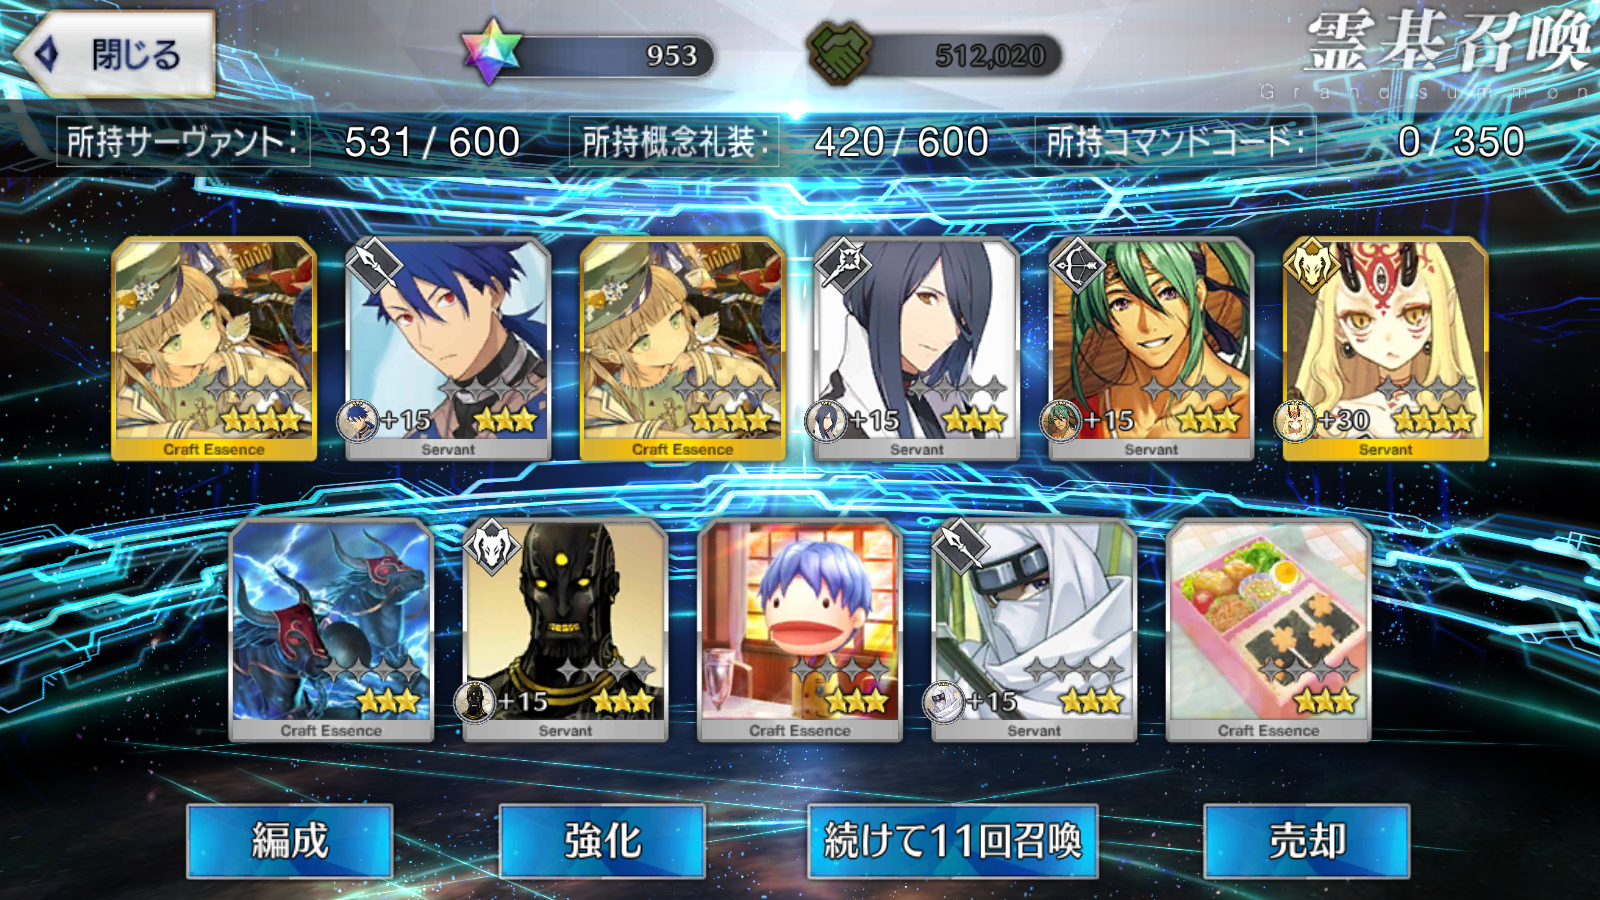 閉じる
953
512,020
霊基召喚
Grand summon
所持サーヴァント: 531 / 600
所持概念礼装: 420 / 600
所持コマンドコード: 0 / 350
Craft Essence
+15
Servant
Craft Essence
+15
Servant
+15
Servant
+30
Servant
Craft Essence
+15
Servant
Craft Essence
+15
Servant
Craft Essence
編成
強化
続けて11回召喚
売却